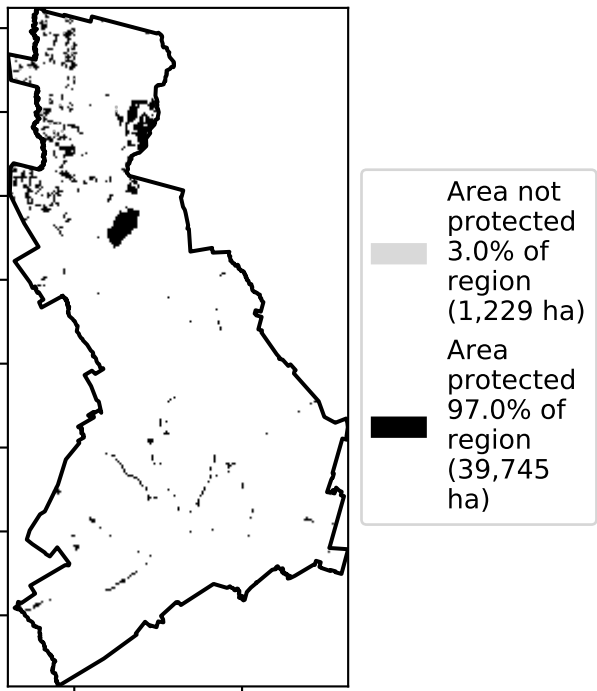 Area not
protected
3.0% of
region
(1,229 ha)
Area
protected
97.0% of
region
(39,745
ha)